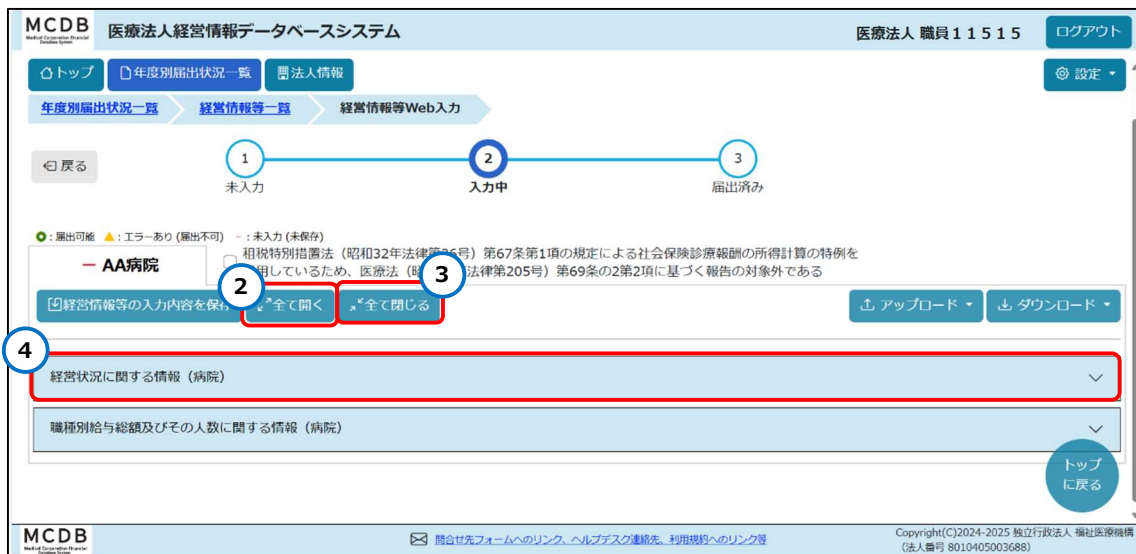 MCDB 医療法人経営情報データベースシステム 医療法人 職員11515 ログアウト
Medical Corporation Financial
Database System
トップ 年度別届出状況一覧 法人情報 設定
年度別届出状況一覧 経営情報等一覧 経営情報等Web入力
戻る
1 2 3
未入力 入力中 届出済み
:届出可能 :エラーあり(届出不可) -:未入力(未保存)
ー AA病院
租税特別措置法(昭和32年法律第26号)第67条第1項の規定による社会保険診療報酬の所得計算の特例を
用しているため、医療法(昭 法律第205号)第69条の2第2項に基づく報告の対象外である
2 3
経営情報等の入力内容を保存 全て開く 全て閉じる アップロード ダウンロード
4
経営状況に関する情報(病院)
職種別給与総額及びその人数に関する情報(病院)
トップ
に戻る
MCDB
Medical Corporation Financial
Database System
問合せ先フォームへのリンク、ヘルプデスク連絡先、利用規約へのリンク等
Copyright(C)2024-2025 独立行政法人 福祉医療機構
(法人番号 8010405003688)